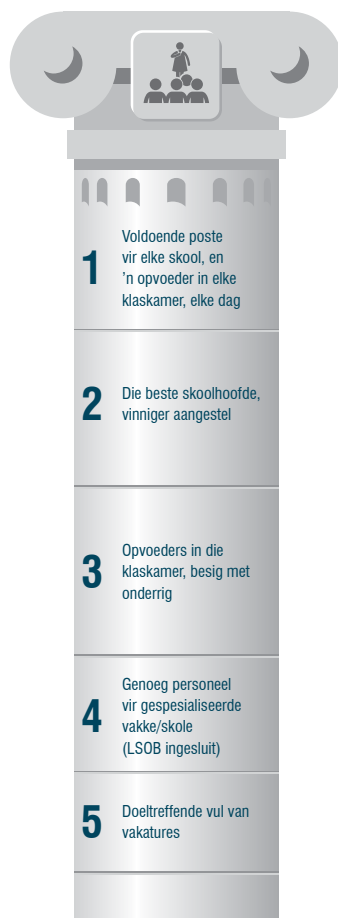 1
Voldoende poste
vir elke skool, en
’n opvoeder in elke
klaskamer, elke dag
2
Die beste skoolhoofde,
vinniger aangestel
3
Opvoeders in die
klaskamer, besig met
onderrig
4
Genoeg personeel
vir gespesialiseerde
vakke/skole
(LSOB ingesluit)
5
Doeltreffende vul van
vakatures